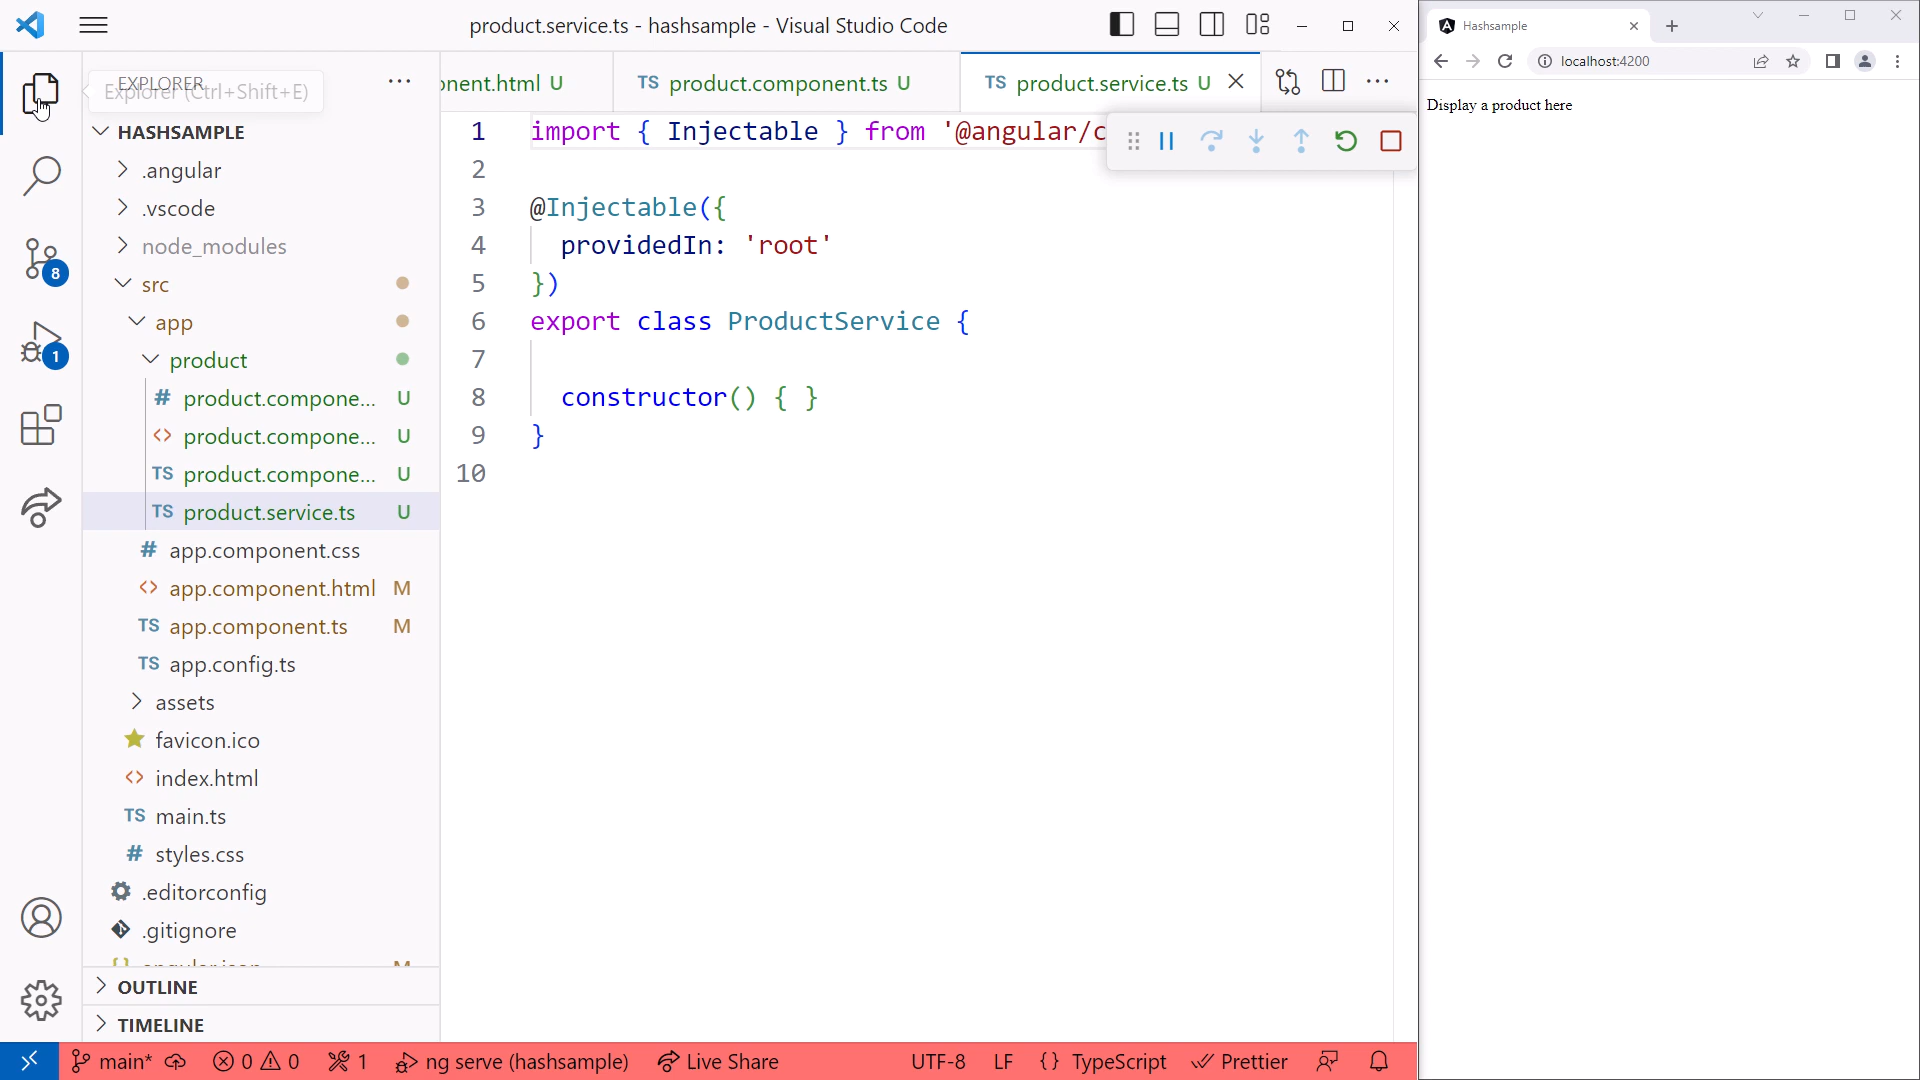 product.service.ts - hashsample - Visual Studio Code
EXPLORER
Explorer (Ctrl+Shift+E)
HASHSAMPLE
.angular
.vscode
node_modules
src
app
product
# product.compone... U
<> product.compone... U
TS product.compone... U
TS product.service.ts U
# app.component.css
<> app.component.html M
TS app.component.ts M
TS app.config.ts
assets
favicon.ico
<> index.html
TS main.ts
# styles.css
.editorconfig
.gitignore
OUTLINE
TIMELINE
8
1
nent.html U
TS product.component.ts U
TS product.service.ts U
1 import { Injectable } from '@angular/c
2
3 @Injectable({
4 providedIn: 'root'
5 })
6 export class ProductService {
7
8 constructor() { }
9 }
10
main* 0 0 1 ng serve (hashsample) Live Share UTF-8 LF {} TypeScript Prettier
Hashsample
localhost:4200
Display a product here